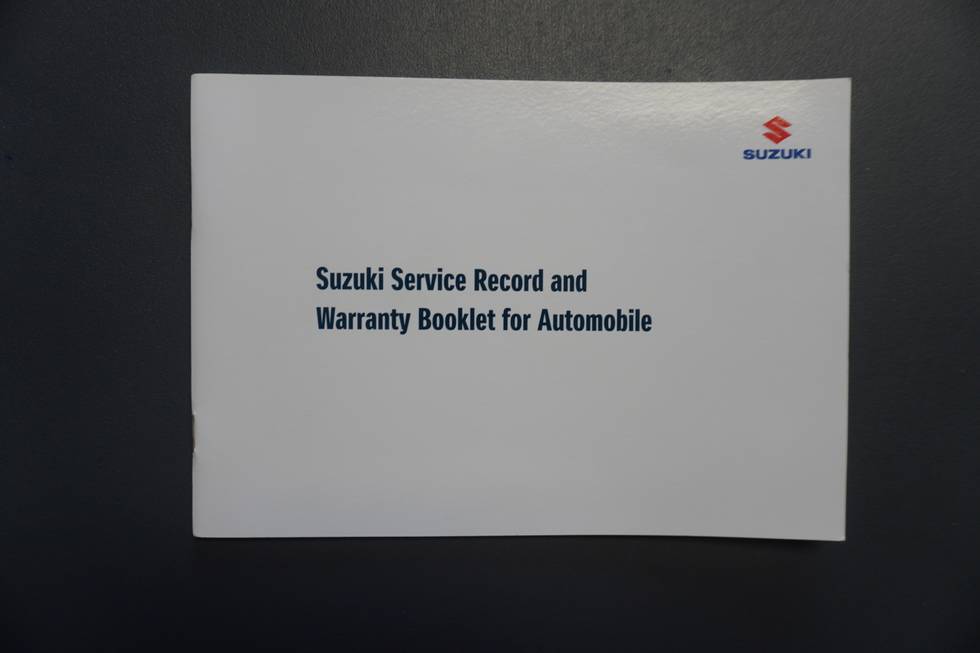 SUZUKI
Suzuki Service Record and
Warranty Booklet for Automobile